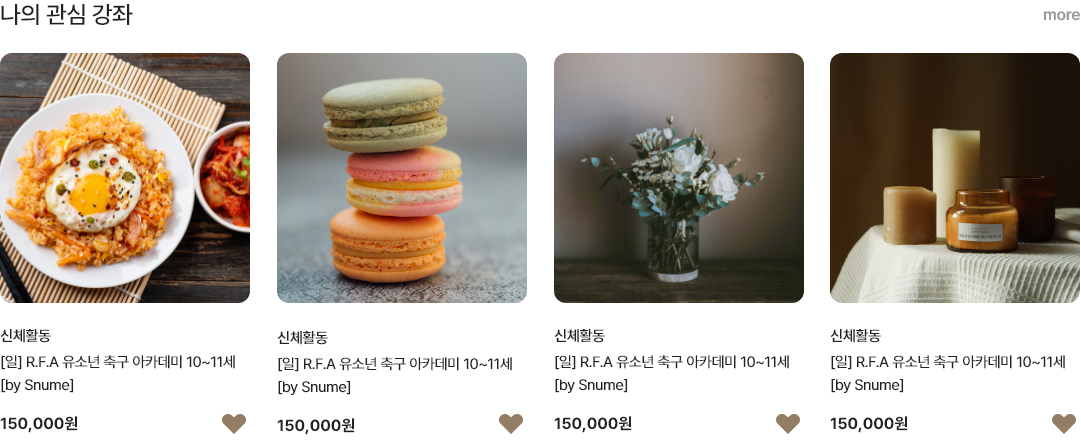 나의 관심 강좌
more
신체활동
[일] R.F.A 유소년 축구 아카데미 10~11세
[by Snume]
150,000원
신체활동
[일] R.F.A 유소년 축구 아카데미 10~11세
[by Snume]
150,000원
신체활동
[일] R.F.A 유소년 축구 아카데미 10~11세
[by Snume]
150,000원
신체활동
[일] R.F.A 유소년 축구 아카데미 10~11세
[by Snume]
150,000원